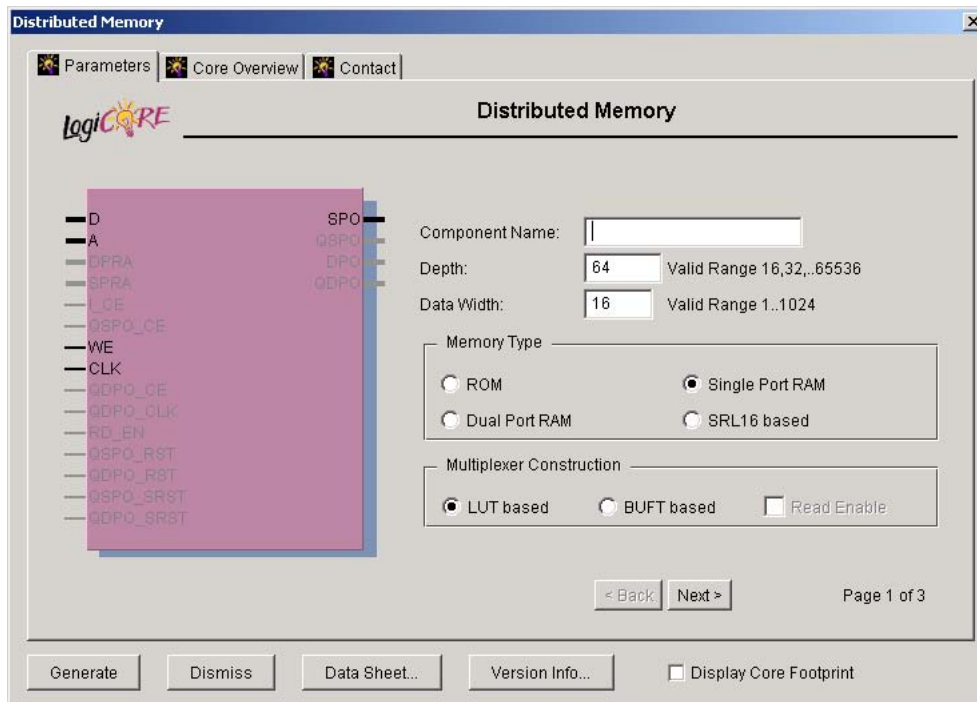 Distributed Memory
Parameters Core Overview Contact
LogiCORE
Distributed Memory
D SPO
A QSPO
DPRA DPO
SPRA QDPO
I_CE
QSPO_CE
WE
CLK
QDPO_CE
QDPO_CLK
RD_EN
QSPO_RST
QDPO_RST
QSPO_SRST
QDPO_SRST
Component Name:
Depth: 64 Valid Range 16,32,..65536
Data Width: 16 Valid Range 1..1024
Memory Type
ROM Single Port RAM
Dual Port RAM SRL16 based
Multiplexer Construction
LUT based BUFT based Read Enable
< Back Next > Page 1 of 3
Generate Dismiss Data Sheet... Version Info... Display Core Footprint